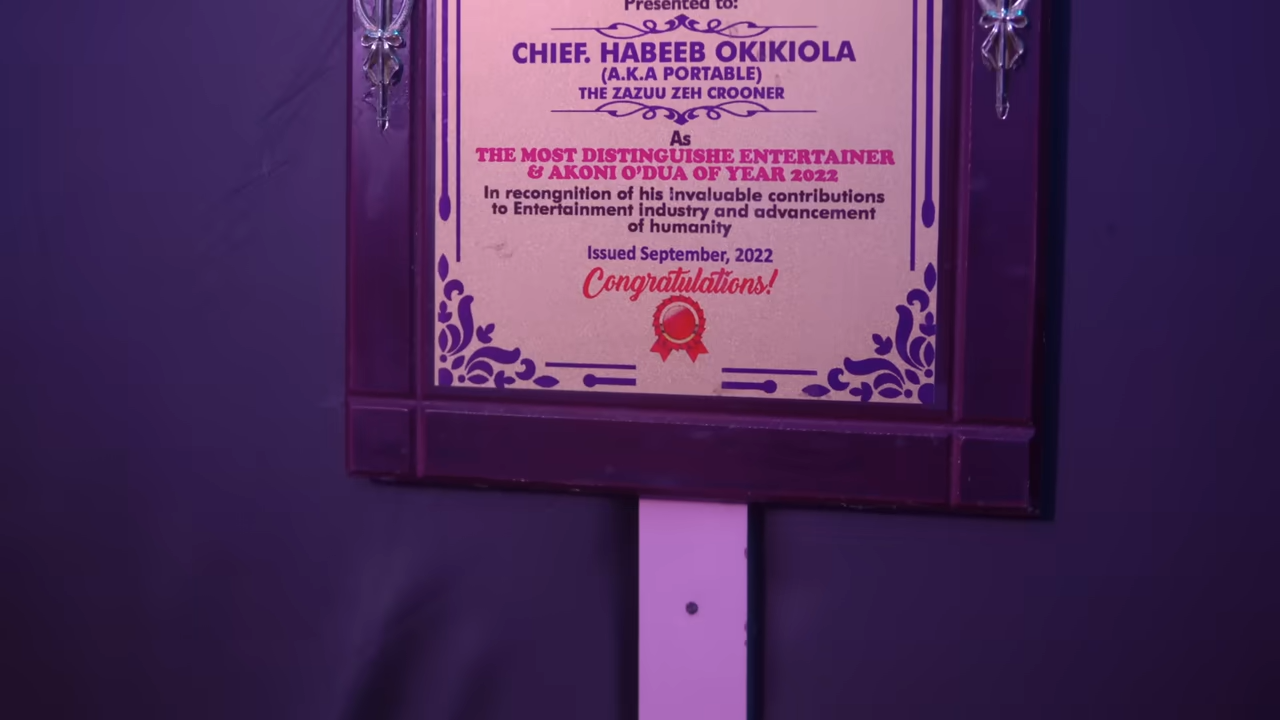 Presented to:
CHIEF. HABEEB OKIKIOLA
(A.K.A PORTABLE)
THE ZAZUU ZEH CROONER
As
THE MOST DISTINGUISHE ENTERTAINER
& AKONI O'DUA OF YEAR 2022
In recongnition of his invaluable contributions
to Entertainment industry and advancement
of humanity
Issued September, 2022
Congratulations!